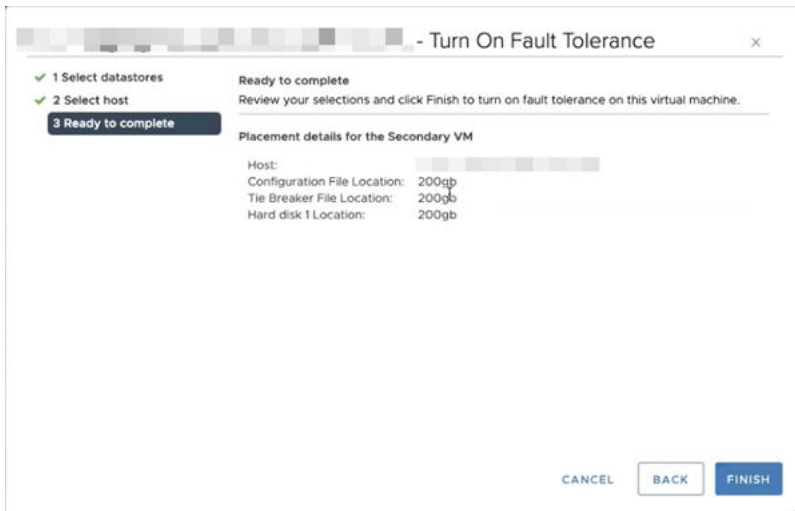 - Turn On Fault Tolerance
1 Select datastores
2 Select host
3 Ready to complete
Ready to complete
Review your selections and click Finish to turn on fault tolerance on this virtual machine.
Placement details for the Secondary VM
Host:
Configuration File Location: 200gb
Tie Breaker File Location: 200gb
Hard disk 1 Location: 200gb
CANCEL
BACK
FINISH